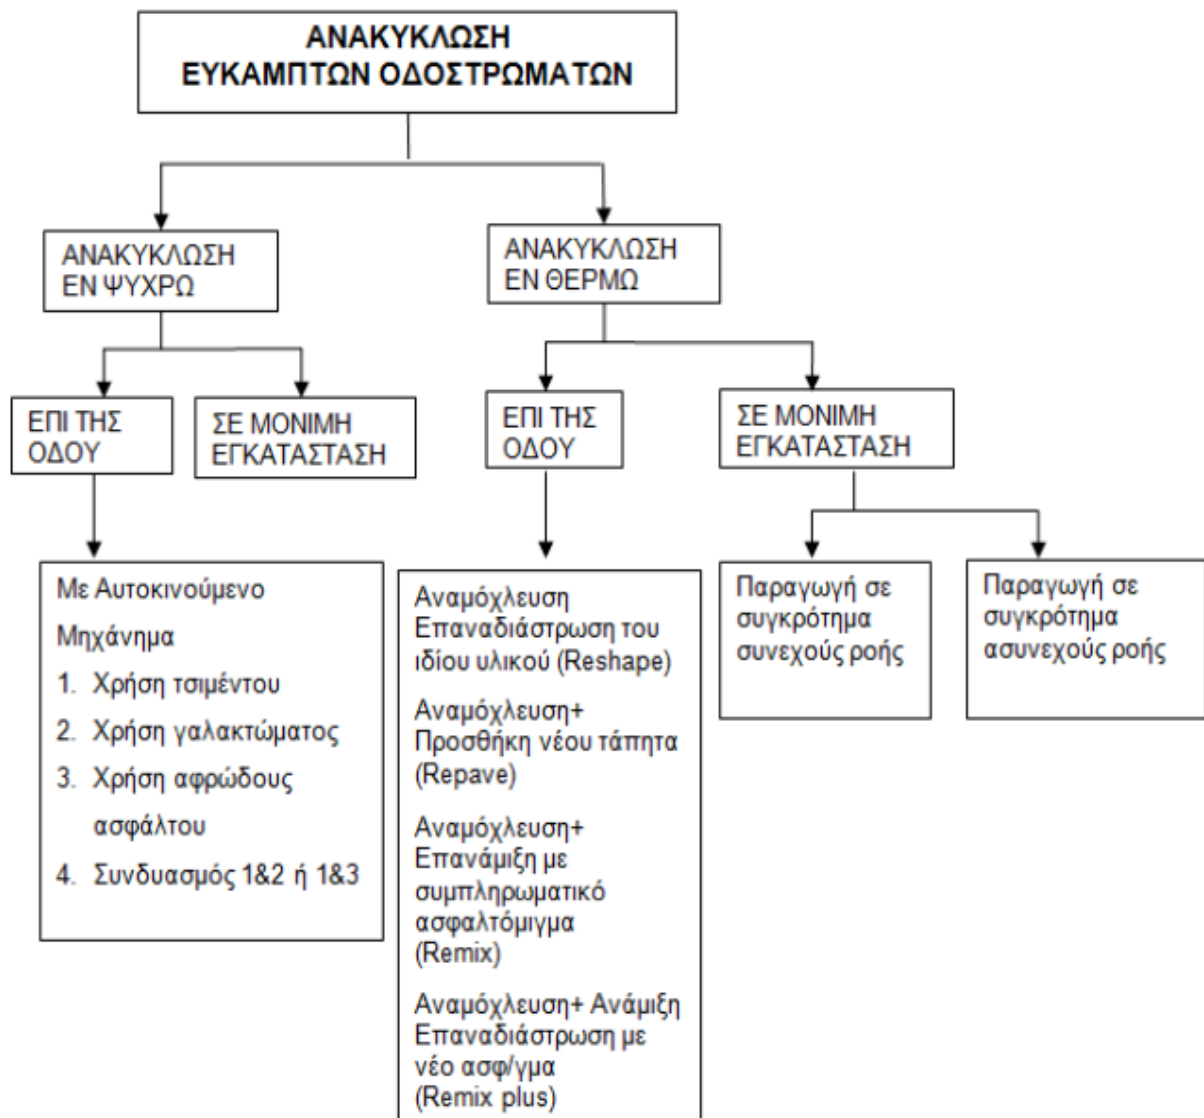 ΑΝΑΚΥΚΛΩΣΗ
ΕΥΚΑΜΠΤΩΝ ΟΔΟΣΤΡΩΜΑΤΩΝ
ΑΝΑΚΥΚΛΩΣΗ
ΕΝ ΨΥΧΡΩ
ΑΝΑΚΥΚΛΩΣΗ
ΕΝ ΘΕΡΜΩ
ΕΠΙ ΤΗΣ
ΟΔΟΥ
ΣΕ ΜΟΝΙΜΗ
ΕΓΚΑΤΑΣΤΑΣΗ
ΕΠΙ ΤΗΣ
ΟΔΟΥ
ΣΕ ΜΟΝΙΜΗ
ΕΓΚΑΤΑΣΤΑΣΗ
Με Αυτοκινούμενο
Μηχάνημα
1. Χρήση τσιμέντου
2. Χρήση γαλακτώματος
3. Χρήση αφρώδους
ασφάλτου
4. Συνδυασμός 1&2 ή 1&3
Αναμόχλευση
Επαναδιάστρωση του
ιδίου υλικού (Reshape)
Αναμόχλευση+
Προσθήκη νέου τάπητα
(Repave)
Αναμόχλευση+
Επανάμιξη με
συμπληρωματικό
ασφαλτόμιγμα
(Remix)
Αναμόχλευση+ Ανάμιξη
Επαναδιάστρωση με
νέο ασφ/γμα
(Remix plus)
Παραγωγή σε
συγκρότημα
συνεχούς ροής
Παραγωγή σε
συγκρότημα
ασυνεχούς ροής